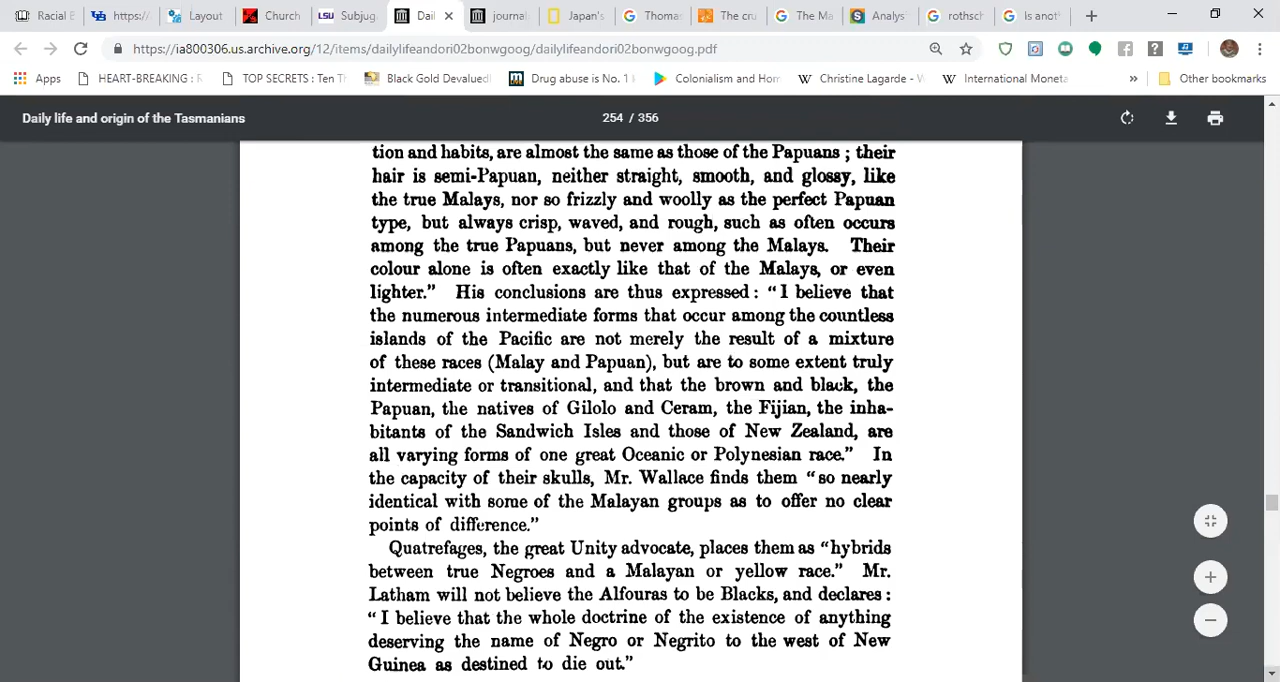 Racial E
https:/
Layout
Church
LSU Subjug
Dail
journal
Japan's
Thomas
The cru
The Ma
Analys
rothsch
Is anot
https://ia800306.us.archive.org/12/items/dailylifeandori02bonwgoog/dailylifeandori02bonwgoog.pdf
Apps
HEART-BREAKING : R
TOP SECRETS : Ten Th
Black Gold Devalued
Drug abuse is No. 1
Colonialism and Hom
Christine Lagarde - W
International Moneta
Other bookmarks
Daily life and origin of the Tasmanians
254 / 356
tion and habits, are almost the same as those of the Papuans ; their
hair is semi-Papuan, neither straight, smooth, and glossy, like
the true Malays, nor so frizzly and woolly as the perfect Papuan
type, but always crisp, waved, and rough, such as often occurs
among the true Papuans, but never among the Malays. Their
colour alone is often exactly like that of the Malays, or even
lighter." His conclusions are thus expressed : "I believe that
the numerous intermediate forms that occur among the countless
islands of the Pacific are not merely the result of a mixture
of these races (Malay and Papuan), but are to some extent truly
intermediate or transitional, and that the brown and black, the
Papuan, the natives of Gilolo and Ceram, the Fijian, the inha-
bitants of the Sandwich Isles and those of New Zealand, are
all varying forms of one great Oceanic or Polynesian race." In
the capacity of their skulls, Mr. Wallace finds them "so nearly
identical with some of the Malayan groups as to offer no clear
points of difference."
Quatrefages, the great Unity advocate, places them as "hybrids
between true Negroes and a Malayan or yellow race." Mr.
Latham will not believe the Alfouras to be Blacks, and declares :
"I believe that the whole doctrine of the existence of anything
deserving the name of Negro or Negrito to the west of New
Guinea as destined to die out."